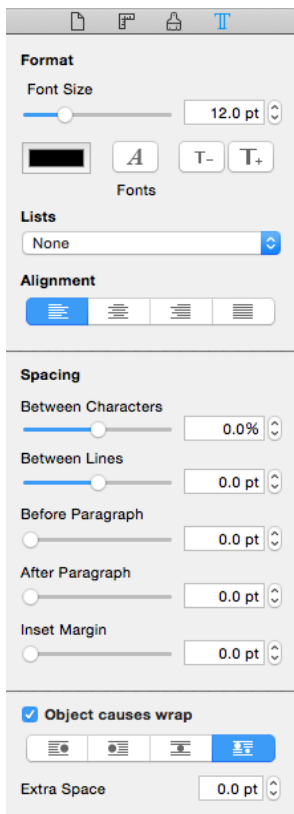 Format
Font Size
12.0 pt
A T- T+
Fonts
Lists
None
Alignment
Spacing
Between Characters
0.0%
Between Lines
0.0 pt
Before Paragraph
0.0 pt
After Paragraph
0.0 pt
Inset Margin
0.0 pt
Object causes wrap
Extra Space 0.0 pt